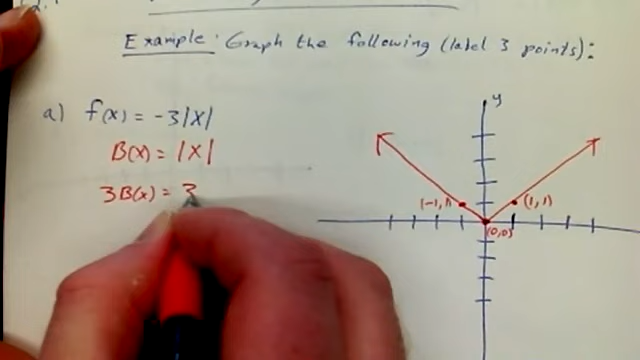 Example: Graph the following (label 3 points):
a) f(x) = -3|x|
B(x) = |x|
3B(x) = 3
y
(-1, 1)
(1, 1)
(0,0)